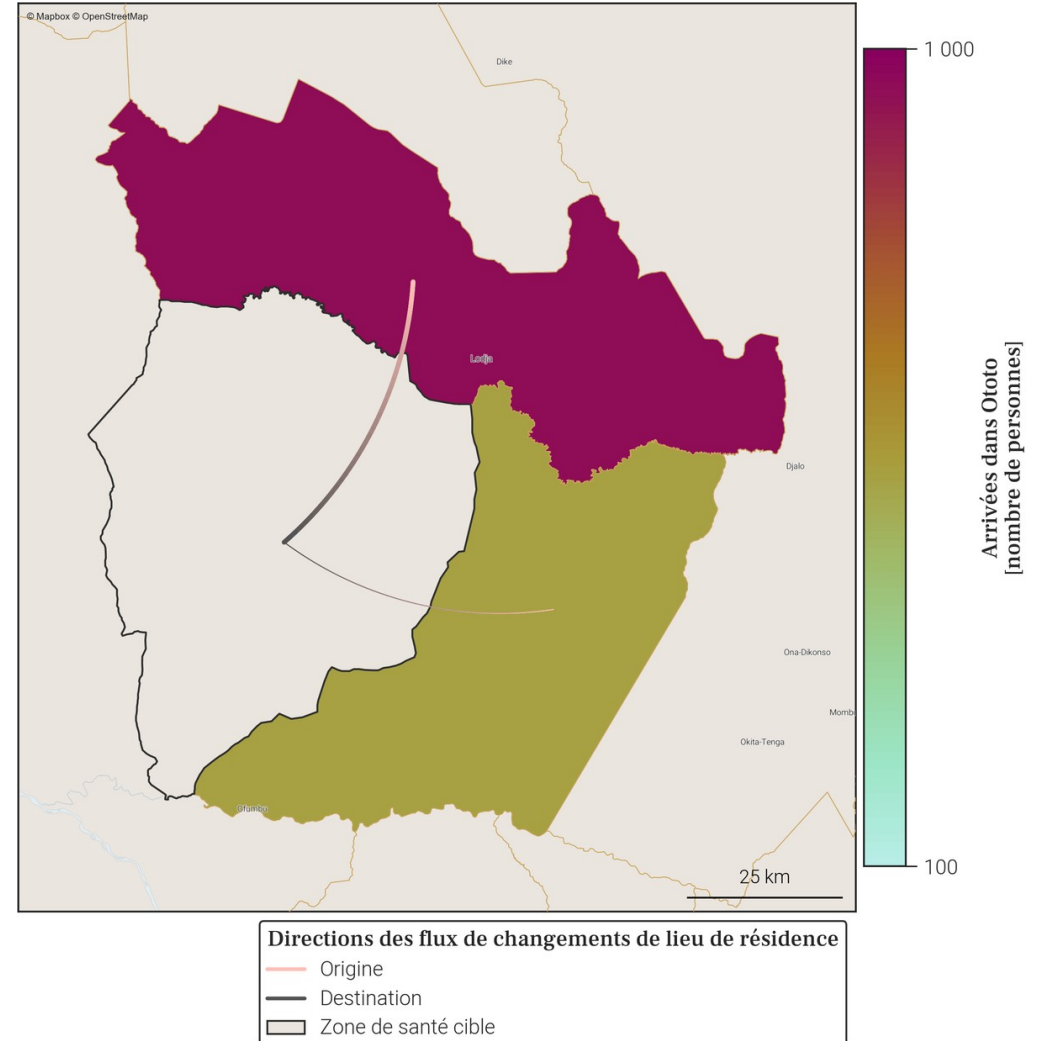 © Mapbox © OpenStreetMap
Dike
Lodja
Djalo
Ona-Dikonso
Momb
Okita-Tenga
Ufumbu
25 km
1 000
100
Arrivées dans Ototo
[nombre de personnes]
Directions des flux de changements de lieu de résidence
Origine
Destination
Zone de santé cible